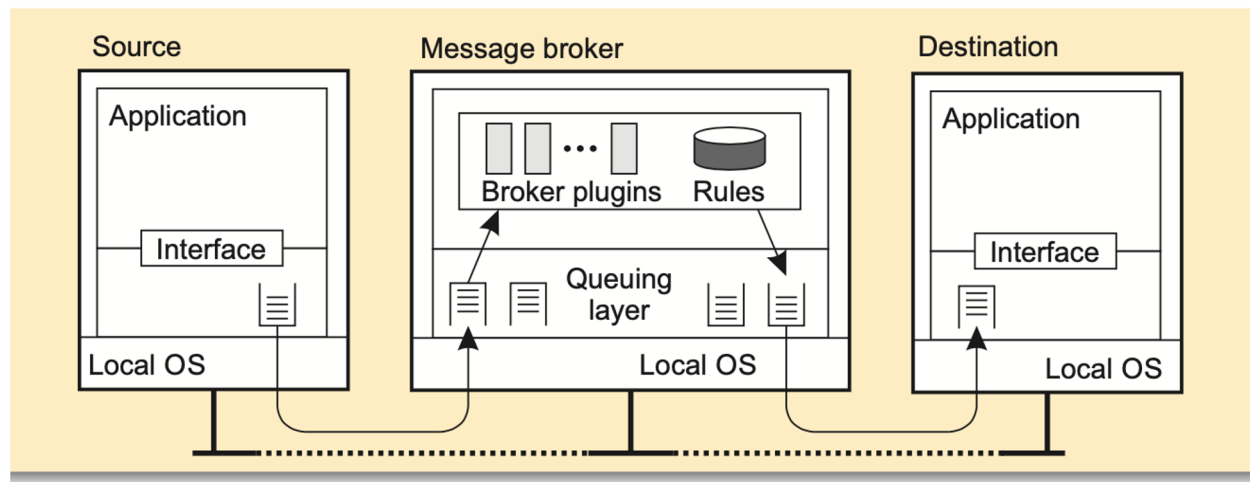 Source
Message broker
Destination
Application
Application
Broker plugins
Rules
Interface
Queuing
layer
Interface
Local OS
Local OS
Local OS